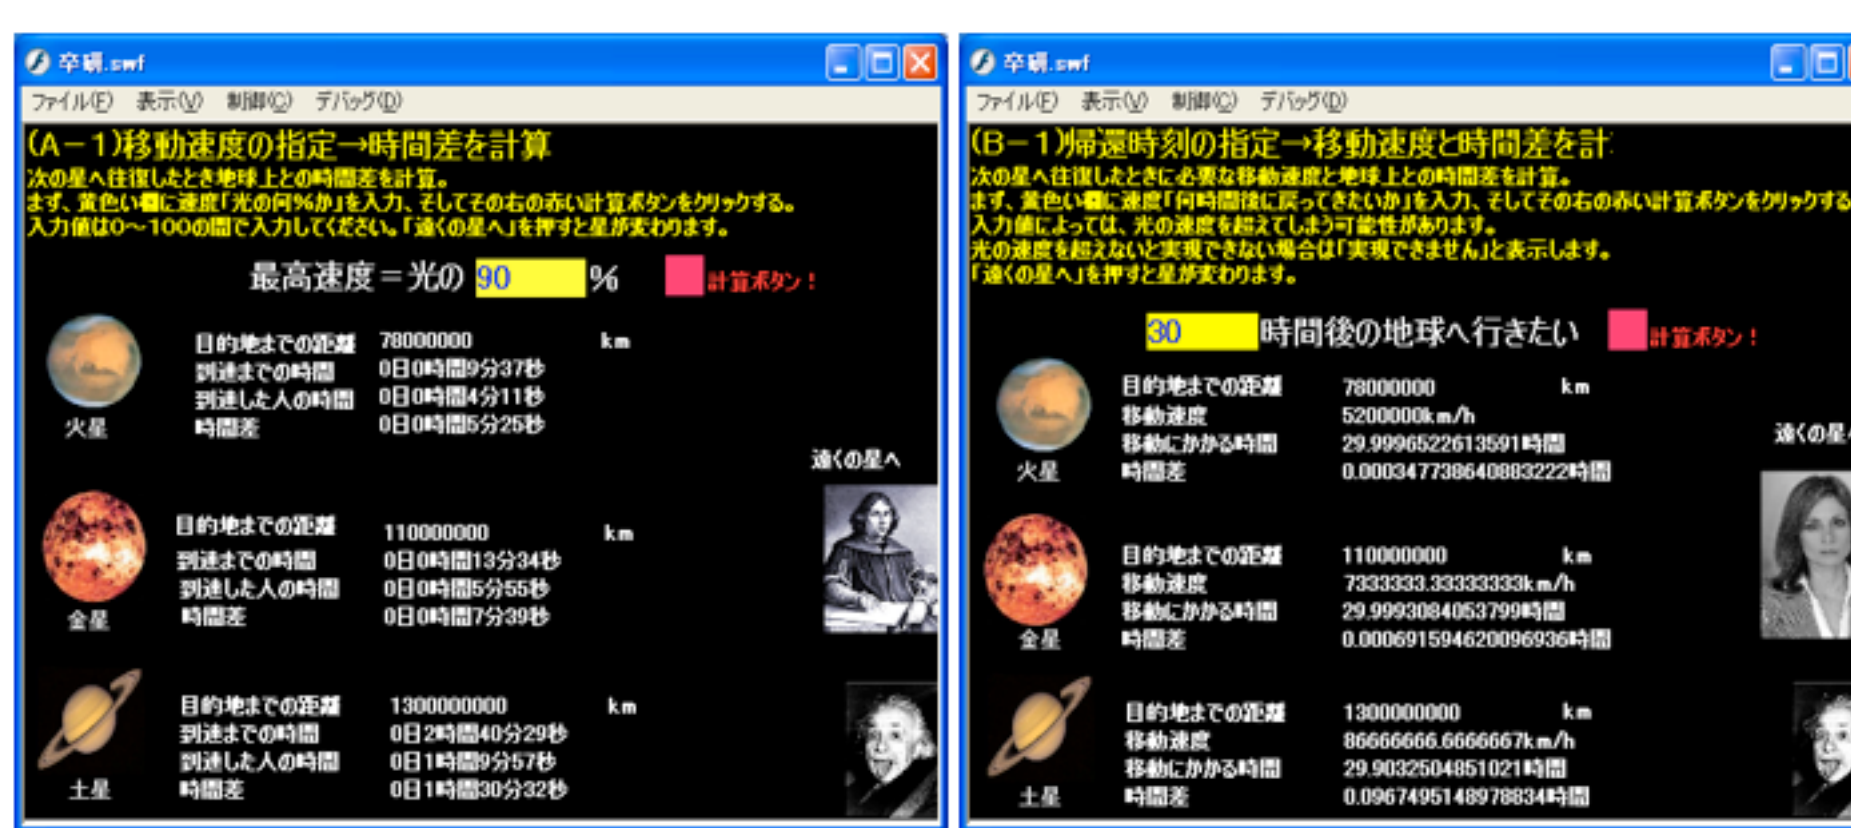 卒研.swf
ファイル(F) 表示(V) 制御(C) デバッグ(D)
(A-1)移動速度の指定→時間差を計算
次の星へ往復したとき地球上との時間差を計算。
まず、黄色い欄に速度「光の何%か」を入力、そしてその右の赤い計算ボタンをクリックする。
入力値は0～100の間で入力してください。「遠くの星へ」を押すと星が変わります。
最高速度=光の 90 % 計算ボタン！
目的地までの距離 78000000 km
到達までの時間 0日0時間9分37秒
到達した人の時間 0日0時間4分11秒
火星 時間差 0日0時間5分25秒
遠くの星へ
目的地までの距離 110000000 km
到達までの時間 0日0時間13分34秒
到達した人の時間 0日0時間5分55秒
金星 時間差 0日0時間7分39秒
目的地までの距離 1300000000 km
到達までの時間 0日2時間40分29秒
到達した人の時間 0日1時間9分57秒
土星 時間差 0日1時間30分32秒
卒研.swf
ファイル(F) 表示(V) 制御(C) デバッグ(D)
(B-1)帰還時刻の指定→移動速度と時間差を計
次の星へ往復したときに必要な移動速度と地球上との時間差を計算。
まず、黄色い欄に速度「何時間後に戻ってきたいか」を入力、そしてその右の赤い計算ボタンをクリックする
入力値によっては、光の速度を超えてしまう可能性があります。
光の速度を超えないと実現できない場合は「実現できません」と表示します。
「遠くの星へ」を押すと星が変わります。
30 時間後の地球へ行きたい 計算ボタン！
目的地までの距離 78000000 km
移動速度 5200000km/h
移動にかかる時間 29.9996522613591時間
火星 時間差 0.0003477386408832​22時間
遠くの星へ
目的地までの距離 110000000 km
移動速度 7333333.33333333km/h
移動にかかる時間 29.9993084053799時間
金星 時間差 0.000691594620096936時間
目的地までの距離 1300000000 km
移動速度 86666666.6666667km/h
移動にかかる時間 29.9032504851021時間
土星 時間差 0.0967495148978834時間